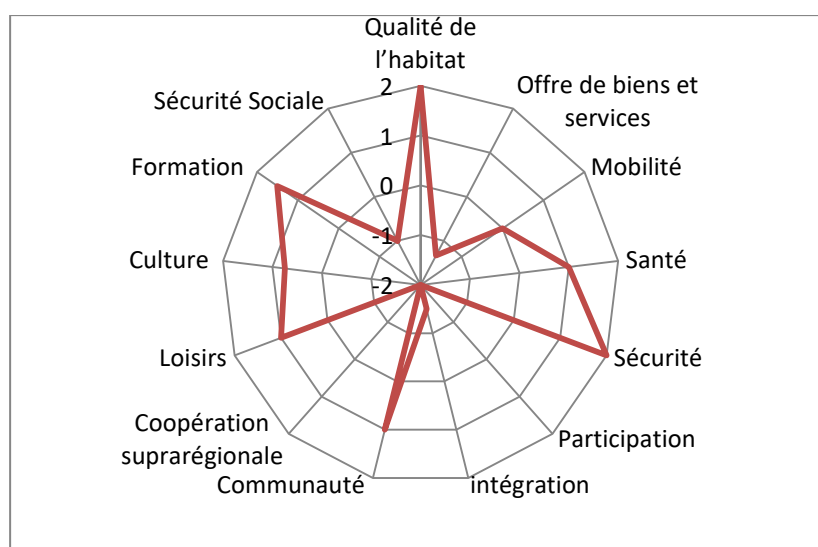 Qualité de
l'habitat
Offre de biens et
services
Mobilité
Santé
Sécurité
Participation
intégration
Communauté
Coopération
suprarégionale
Loisirs
Culture
Formation
Sécurité Sociale
2
1
0
-1
-2